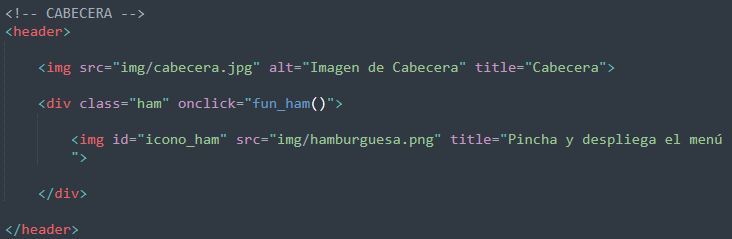 <!-- CABECERA -->
<header>
<img src="img/cabecera.jpg" alt="Imagen de Cabecera" title="Cabecera">
<div class="ham" onclick="fun_ham()">
<img id="icono_ham" src="img/hamburguesa.png" title="Pincha y despliega el menú
">
</div>
</header>